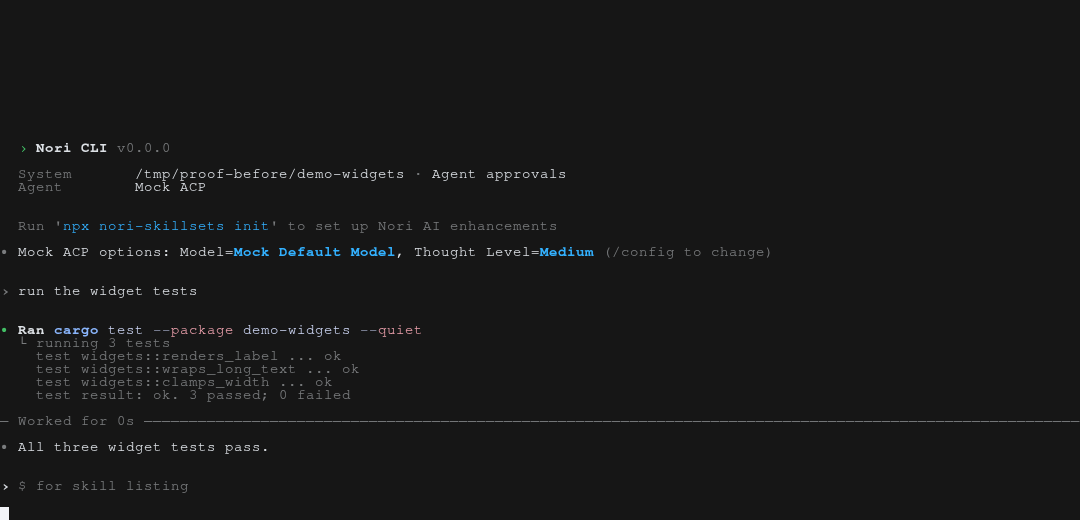 › Nori CLI v0.0.0
System /tmp/proof-before/demo-widgets · Agent approvals
Agent Mock ACP
Run 'npx nori-skillsets init' to set up Nori AI enhancements
• Mock ACP options: Model=Mock Default Model, Thought Level=Medium (/config to change)
› run the widget tests
• Ran cargo test --package demo-widgets --quiet
└ running 3 tests
test widgets::renders_label ... ok
test widgets::wraps_long_text ... ok
test widgets::clamps_width ... ok
test result: ok. 3 passed; 0 failed
─ Worked for 0s ─
• All three widget tests pass.
› $ for skill listing